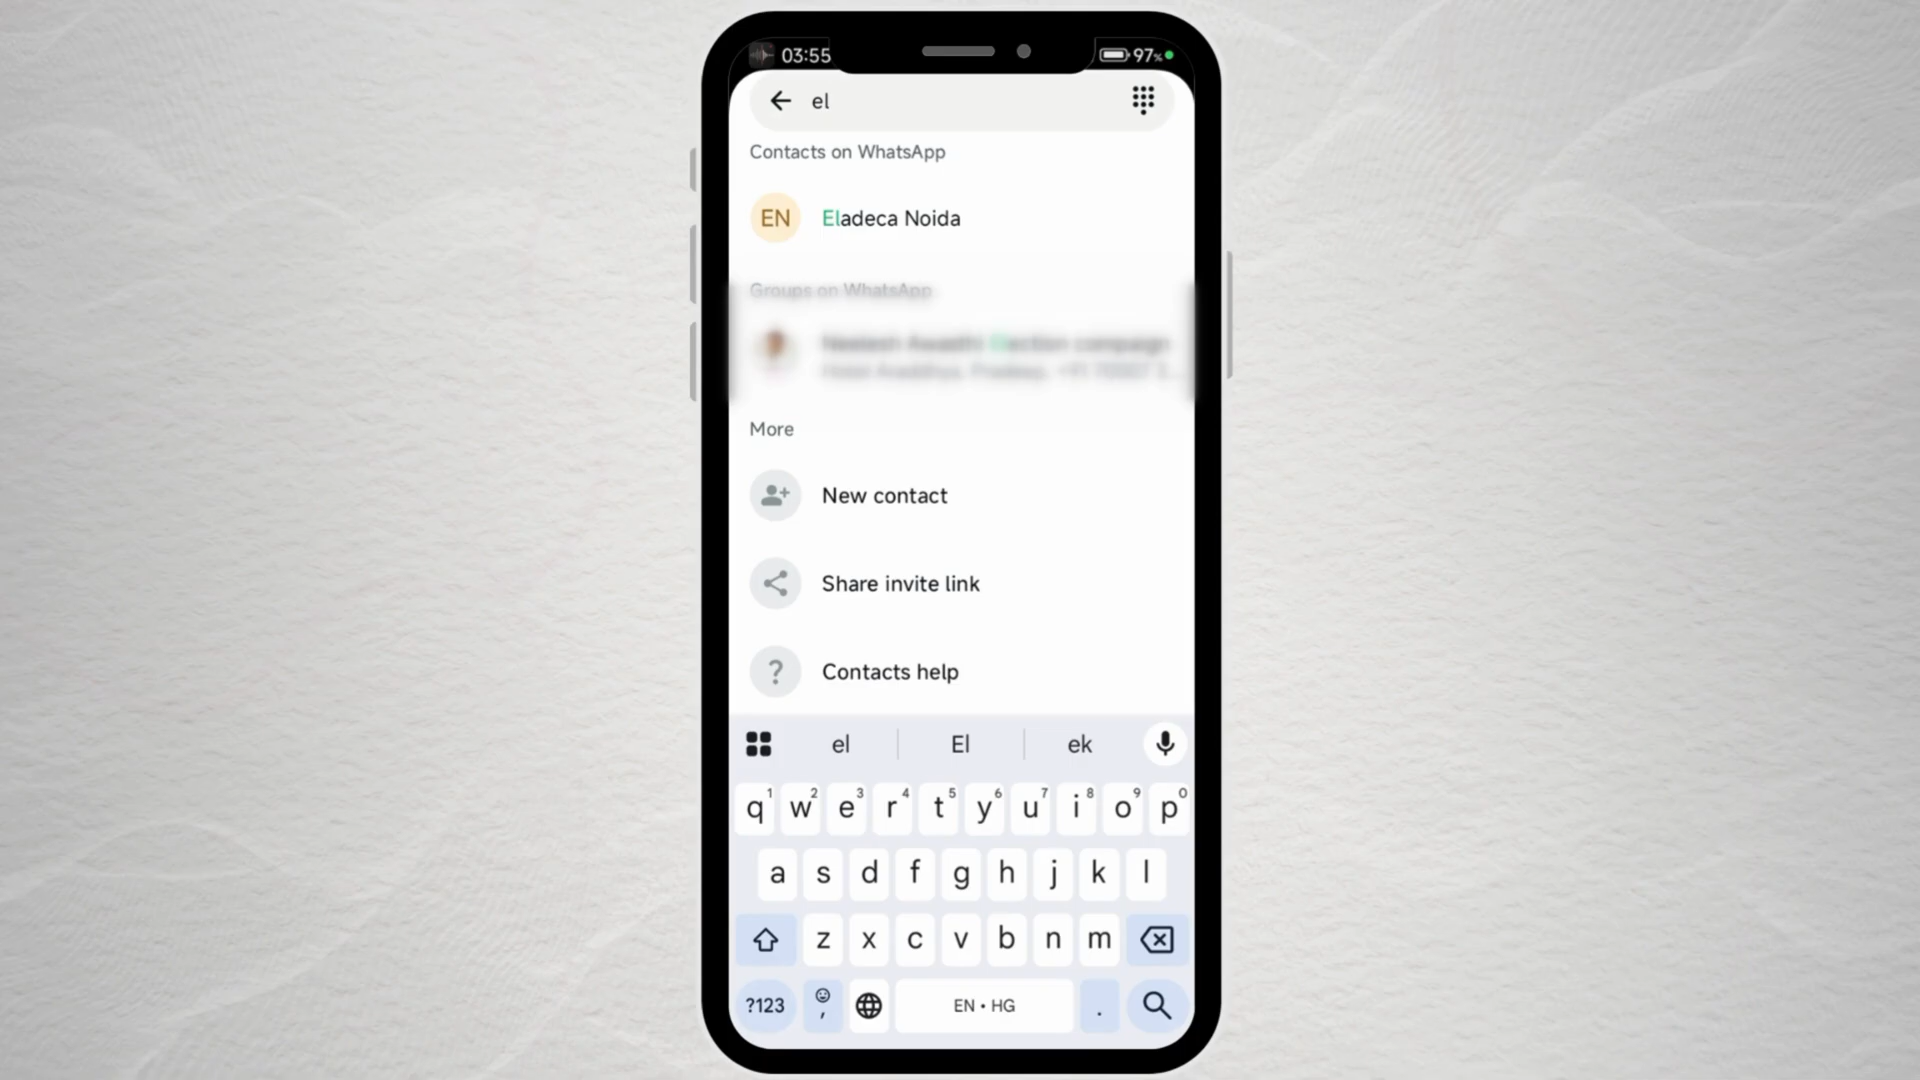 03:55
97%
el
Contacts on WhatsApp
EN
Eladeca Noida
Groups on WhatsApp
More
New contact
Share invite link
?
Contacts help
el El ek
q1 w2 e3 r4 t5 y6 u7 i8 o9 p0
a s d f g h j k l
z x c v b n m
?123 , EN • HG .